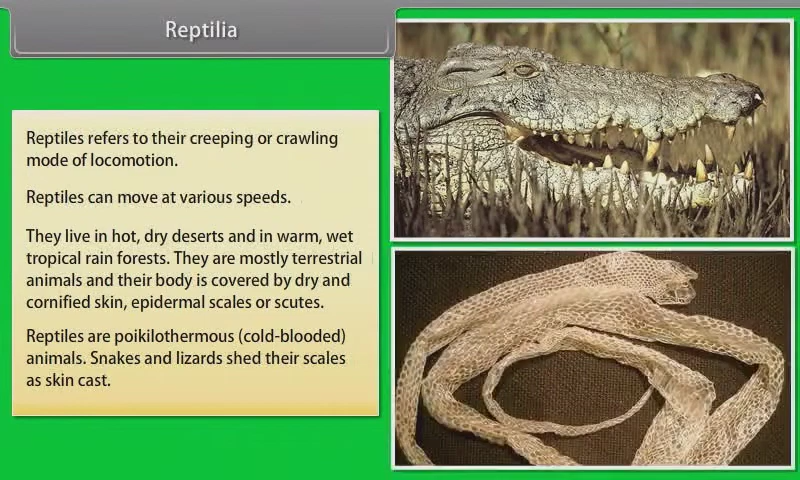 Reptilia
Reptiles refers to their creeping or crawling
mode of locomotion.
Reptiles can move at various speeds.
They live in hot, dry deserts and in warm, wet
tropical rain forests. They are mostly terrestrial
animals and their body is covered by dry and
cornified skin, epidermal scales or scutes.
Reptiles are poikilothermous (cold-blooded)
animals. Snakes and lizards shed their scales
as skin cast.